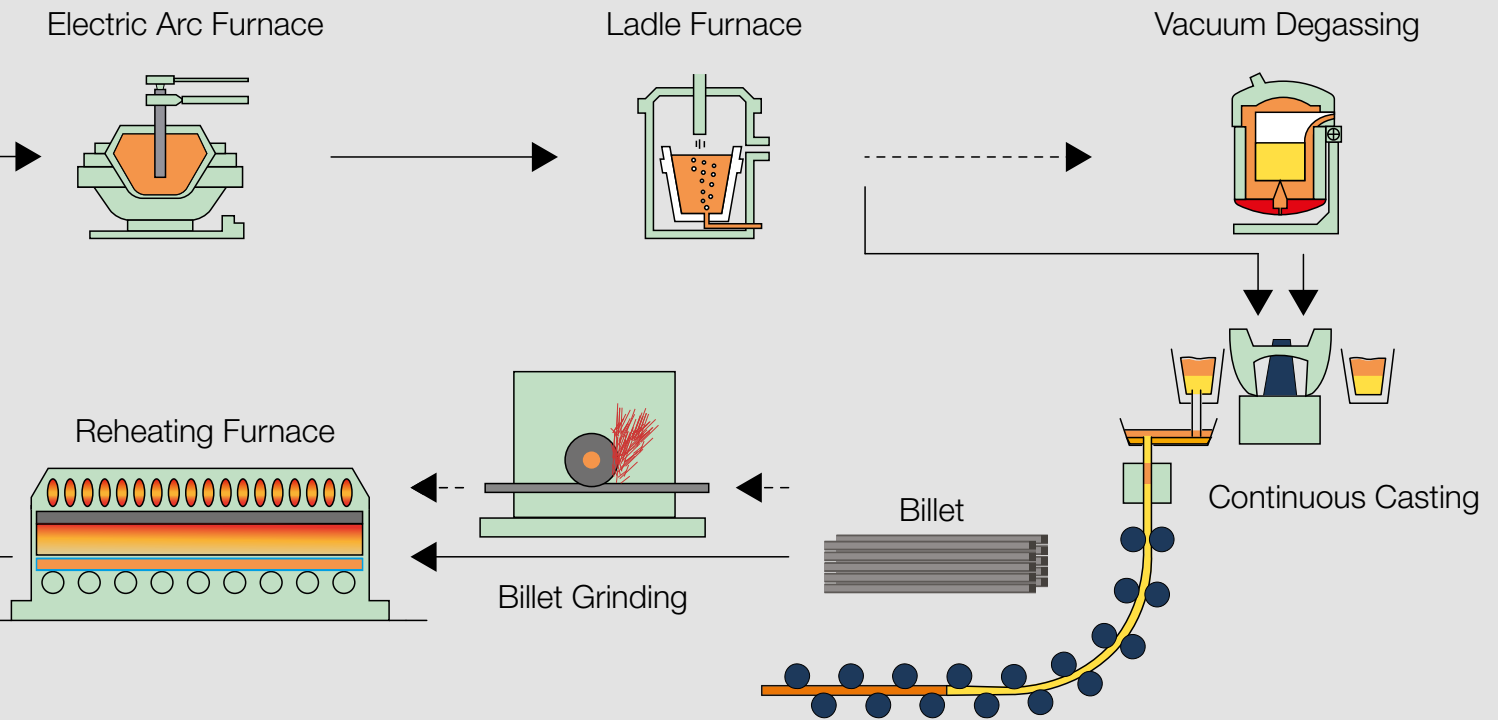 Electric Arc Furnace
Ladle Furnace
Vacuum Degassing
Reheating Furnace
Billet
Continuous Casting
Billet Grinding